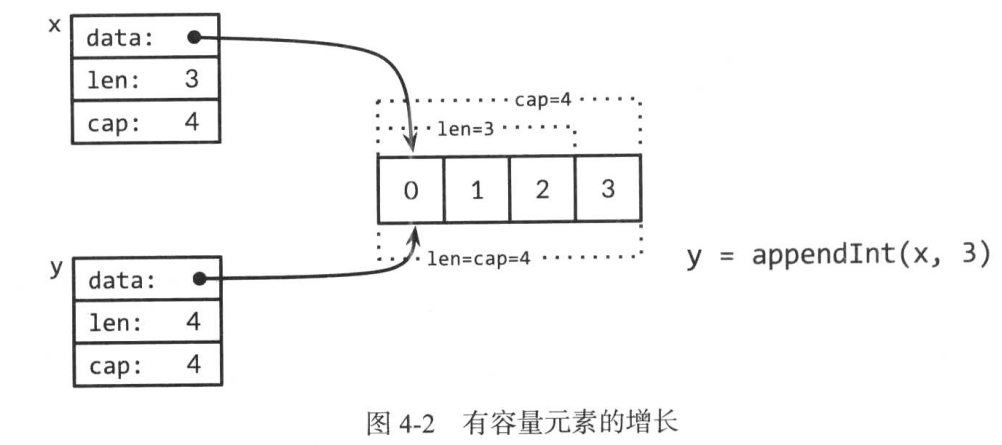 x
data:
len: 3
cap: 4
cap=4
len=3
0 1 2 3
len=cap=4
y = appendInt(x, 3)
y
data:
len: 4
cap: 4
图 4-2 有容量元素的增长